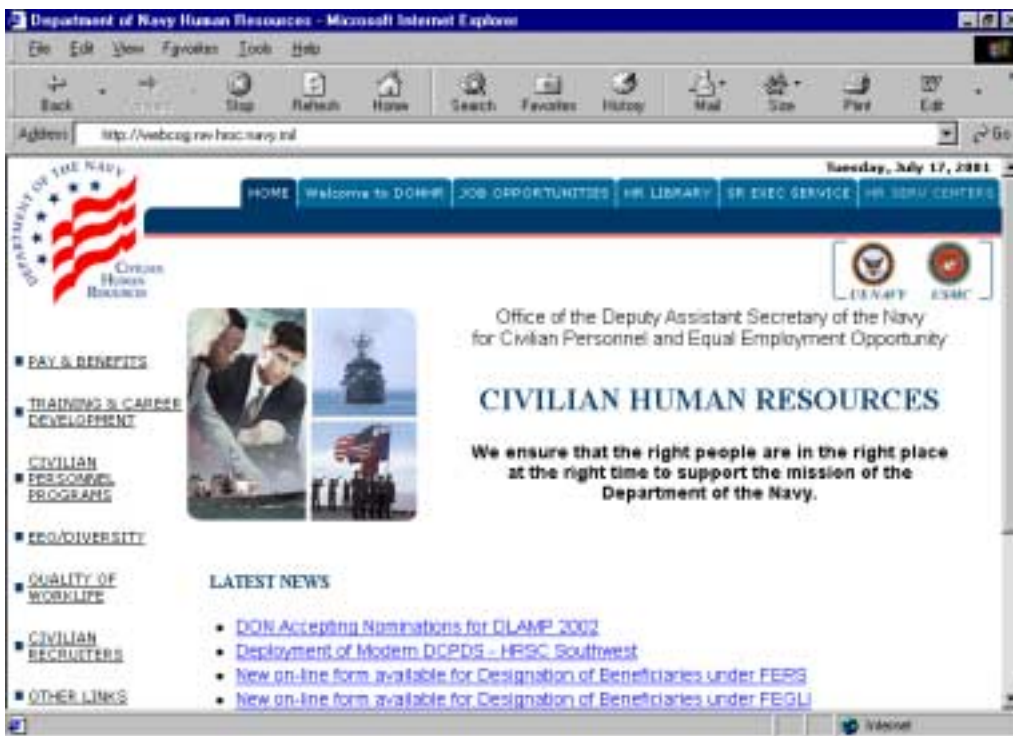 Department of Navy Human Resources - Microsoft Internet Explorer
File Edit View Favorites Tools Help
Back Stop Refresh Home Search Favorites History Mail Size Print Edit
Address Go
Tuesday, July 17, 2001
DEPARTMENT OF THE NAVY
HOME Welcome to DONHR JOB OPPORTUNITIES HR LIBRARY SR EXEC SERVICE HR SERV CENTERS
CIVILIAN
HUMAN
RESOURCES
US NAVY USMC
Office of the Deputy Assistant Secretary of the Navy
for Civilian Personnel and Equal Employment Opportunity
CIVILIAN HUMAN RESOURCES
We ensure that the right people are in the right place
at the right time to support the mission of the
Department of the Navy.
PAY & BENEFITS
TRAINING & CAREER
DEVELOPMENT
CIVILIAN
PERSONNEL
PROGRAMS
EEO/DIVERSITY
QUALITY OF
WORKLIFE
CIVILIAN
RECRUITERS
OTHER LINKS
LATEST NEWS
DON Accepting Nominations for DLAMP 2002
Deployment of Modern DCPDS - HRSC Southwest
New on-line form available for Designation of Beneficiaries under FERS
New on-line form available for Designation of Beneficiaries under FEGLI
Internet